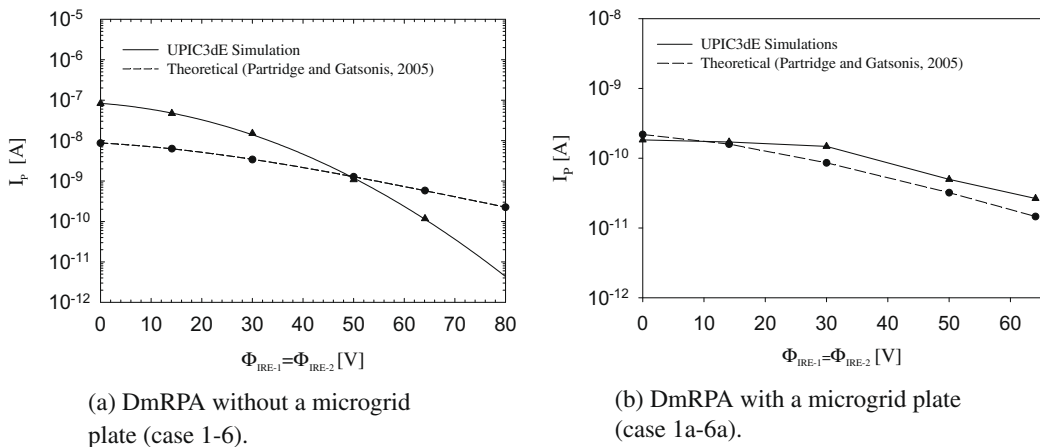 10⁻⁵
10⁻⁶
10⁻⁷
10⁻⁸
10⁻⁹
10⁻¹⁰
10⁻¹¹
10⁻¹²
I_P [A]
UPIC3dE Simulation
Theoretical (Partridge and Gatsonis, 2005)
0 10 20 30 40 50 60 70 80
Φ_IRE-1=Φ_IRE-2 [V]
(a) DmRPA without a microgrid
plate (case 1-6).
10⁻⁸
10⁻⁹
10⁻¹⁰
10⁻¹¹
10⁻¹²
I_P [A]
UPIC3dE Simulations
Theoretical (Partridge and Gatsonis, 2005)
0 10 20 30 40 50 60
Φ_IRE-1=Φ_IRE-2 [V]
(b) DmRPA with a microgrid plate
(case 1a-6a).